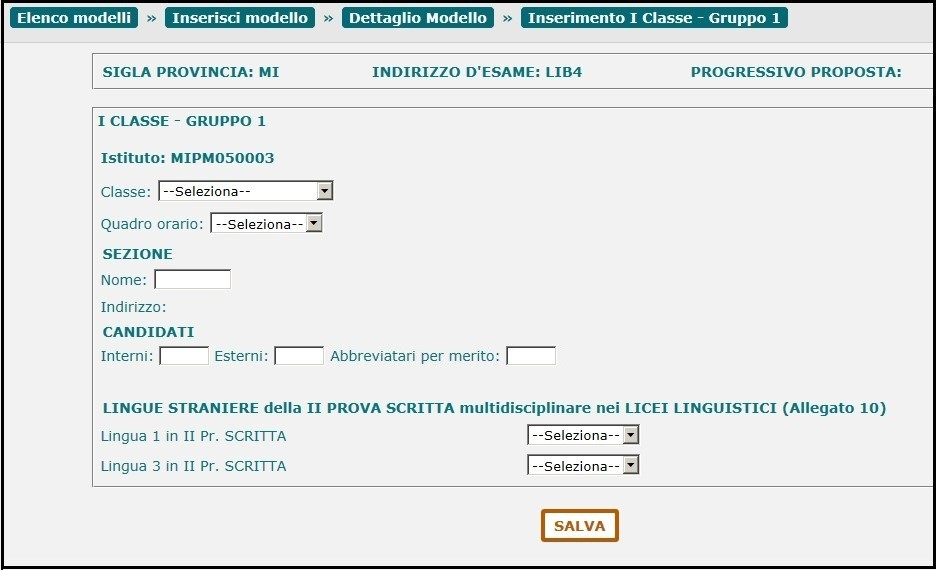 Elenco modelli » Inserisci modello » Dettaglio Modello » Inserimento I Classe - Gruppo 1
SIGLA PROVINCIA: MI INDIRIZZO D'ESAME: LIB4 PROGRESSIVO PROPOSTA:
I CLASSE - GRUPPO 1
Istituto: MIPM050003
Classe: --Seleziona--
Quadro orario: --Seleziona--
SEZIONE
Nome:
Indirizzo:
CANDIDATI
Interni: Esterni: Abbreviatari per merito:
LINGUE STRANIERE della II PROVA SCRITTA multidisciplinare nei LICEI LINGUISTICI (Allegato 10)
Lingua 1 in II Pr. SCRITTA --Seleziona--
Lingua 3 in II Pr. SCRITTA --Seleziona--
SALVA